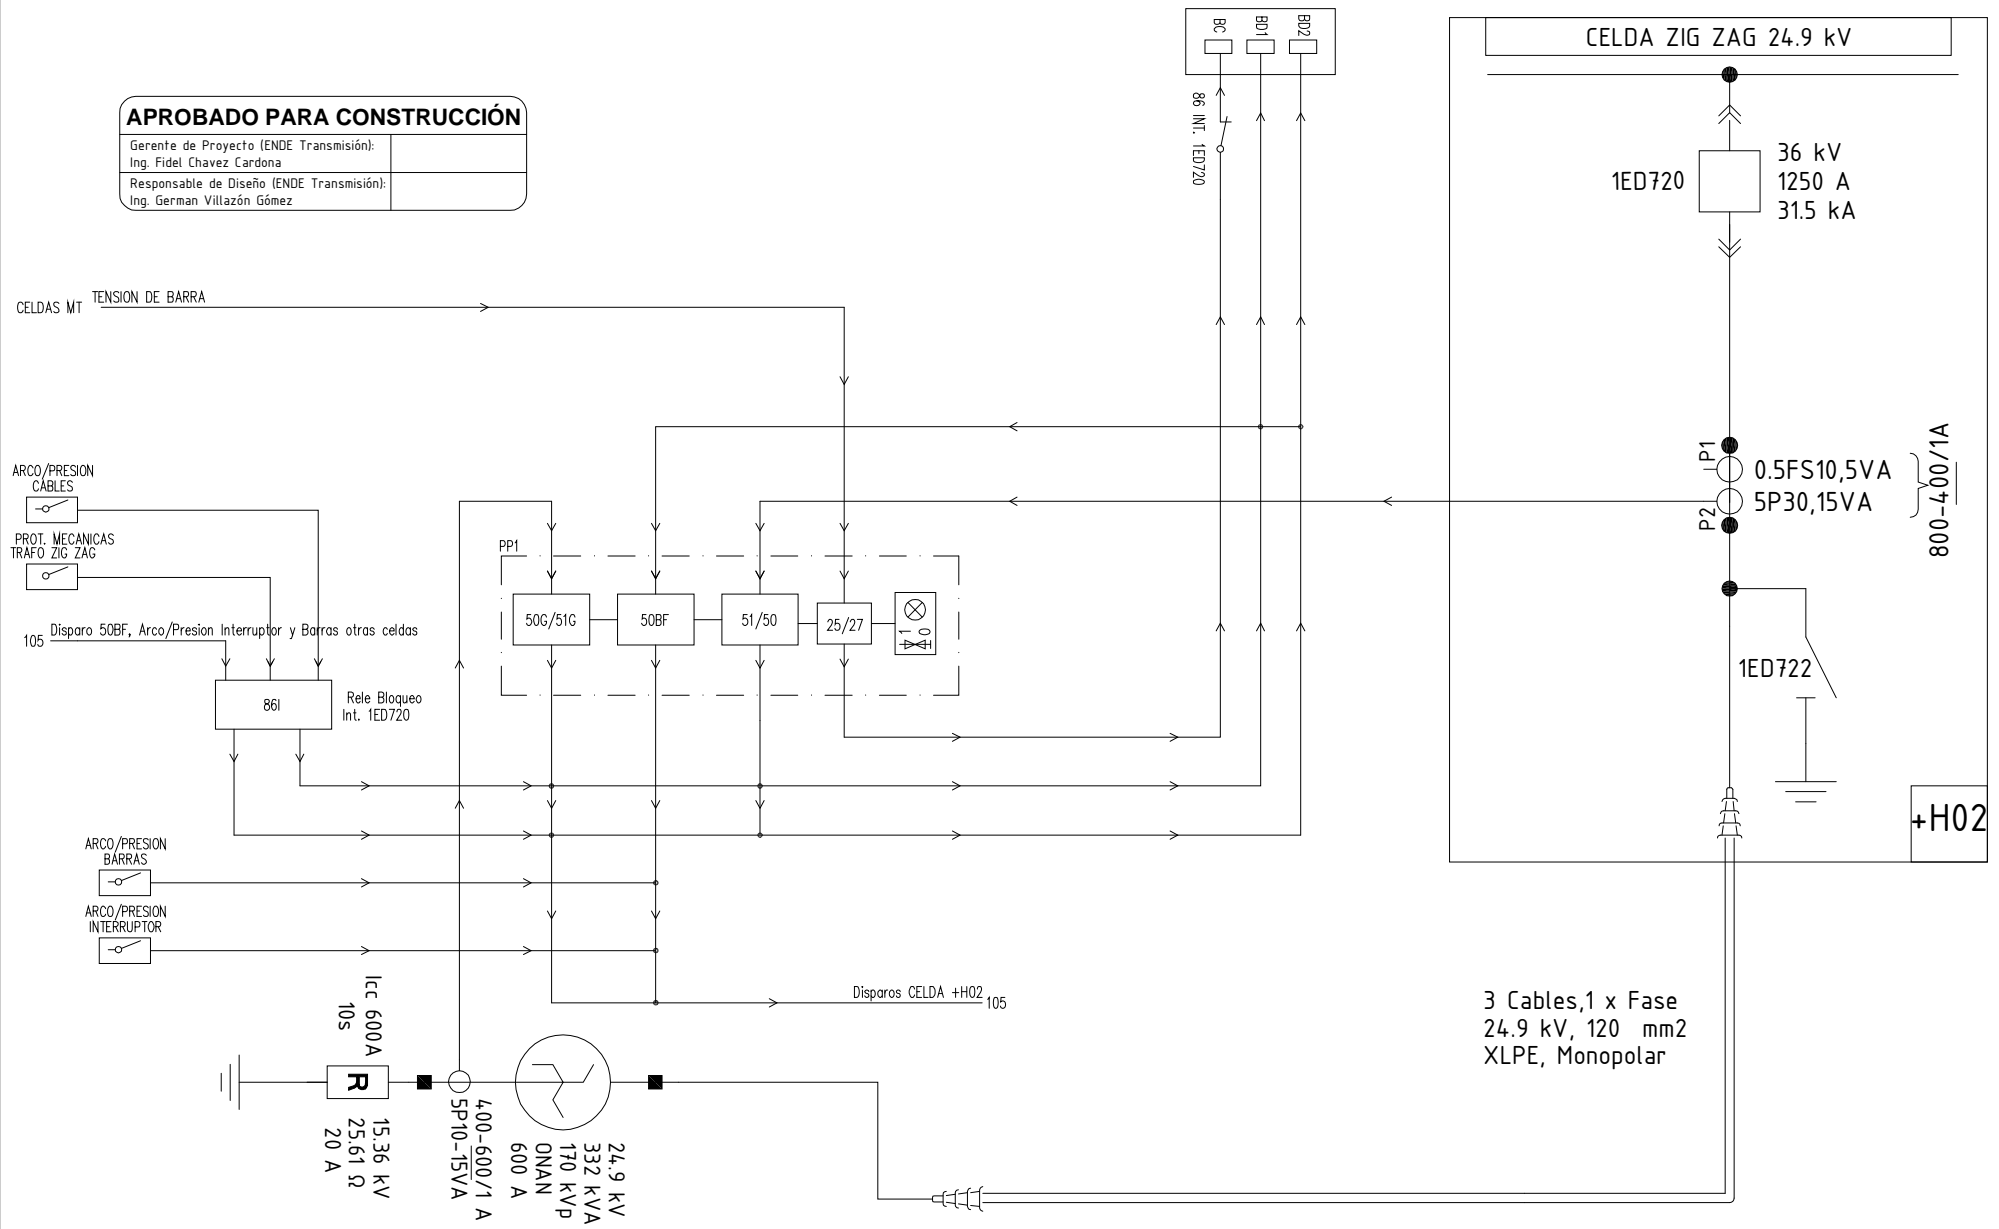 BC
BD1
BD2
86 INT. 1ED720
CELDA ZIG ZAG 24.9 kV
APROBADO PARA CONSTRUCCIÓN
Gerente de Proyecto (ENDE Transmisión):
Ing. Fidel Chavez Cardona
Responsable de Diseño (ENDE Transmisión):
Ing. German Villazón Gómez
1ED720
36 kV
1250 A
31.5 kA
CELDAS MT
TENSION DE BARRA
P1
P2
0.5FS10,5VA
5P30,15VA
800-400/1A
ARCO/PRESION
CABLES
PROT. MECANICAS
TRAFO ZIG ZAG
PP1
50G/51G
50BF
51/50
25/27
1 0
105
Disparo 50BF, Arco/Presion Interruptor y Barras otras celdas
86I
Rele Bloqueo
Int. 1ED720
1ED722
+H02
ARCO/PRESION
BARRAS
ARCO/PRESION
INTERRUPTOR
Disparos CELDA +H02
105
3 Cables,1 x Fase
24.9 kV, 120 mm2
XLPE, Monopolar
Icc 600A
10s
R
15.36 kV
25.61 Ω
20 A
400-600/1 A
5P10-15VA
24.9 kV
332 kVA
170 kVp
ONAN
600 A